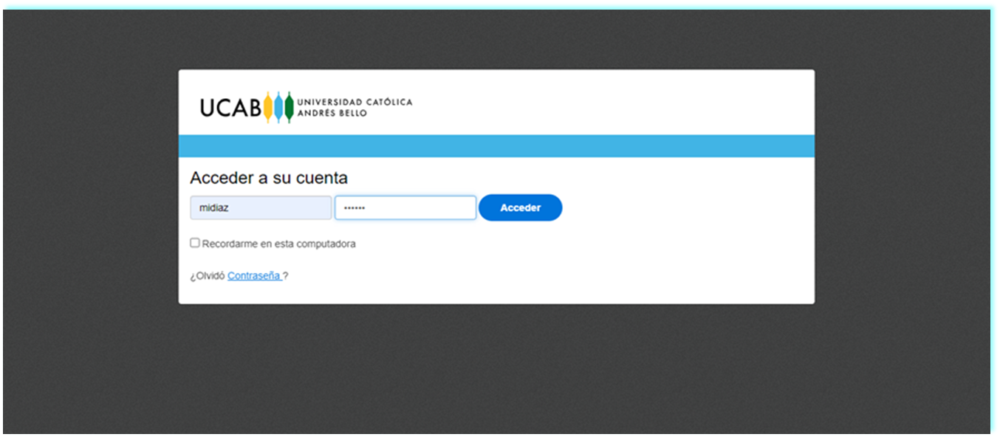 UCAB UNIVERSIDAD CATÓLICA
ANDRÉS BELLO
Acceder a su cuenta
midiaz •••••• Acceder
Recordarme en esta computadora
¿Olvidó Contraseña ?